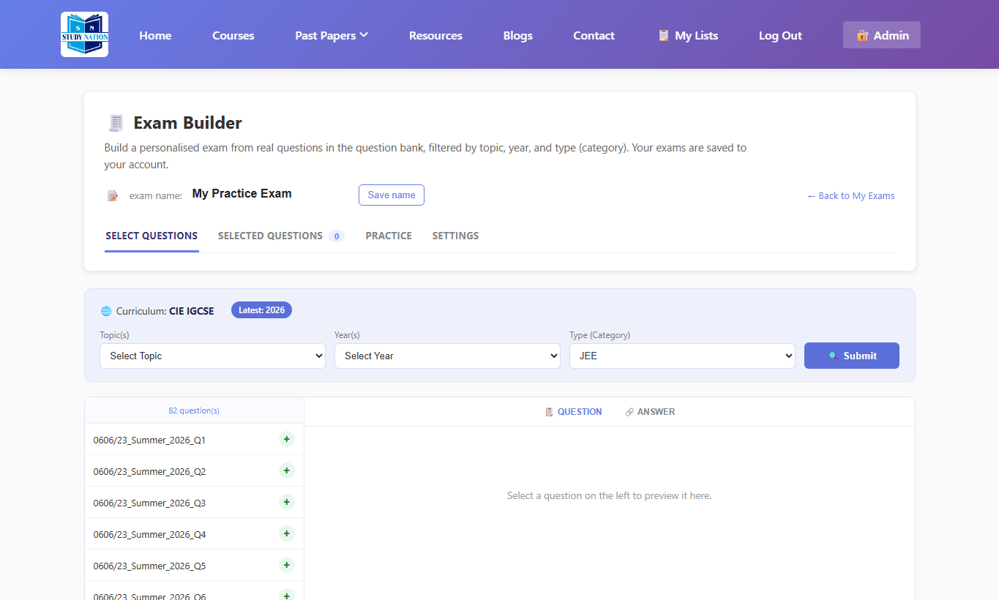 S N
STUDY NATION
Home
Courses
Past Papers
Resources
Blogs
Contact
My Lists
Log Out
Admin
Exam Builder
Build a personalised exam from real questions in the question bank, filtered by topic, year, and type (category). Your exams are saved to
your account.
exam name: My Practice Exam
Save name
← Back to My Exams
SELECT QUESTIONS
SELECTED QUESTIONS 0
PRACTICE
SETTINGS
Curriculum: CIE IGCSE
Latest: 2026
Topic(s)
Year(s)
Type (Category)
Select Topic
Select Year
JEE
Submit
82 question(s)
QUESTION
ANSWER
0606/23_Summer_2026_Q1 +
0606/23_Summer_2026_Q2 +
0606/23_Summer_2026_Q3 +
0606/23_Summer_2026_Q4 +
0606/23_Summer_2026_Q5 +
0606/23_Summer_2026_Q6 +
Select a question on the left to preview it here.